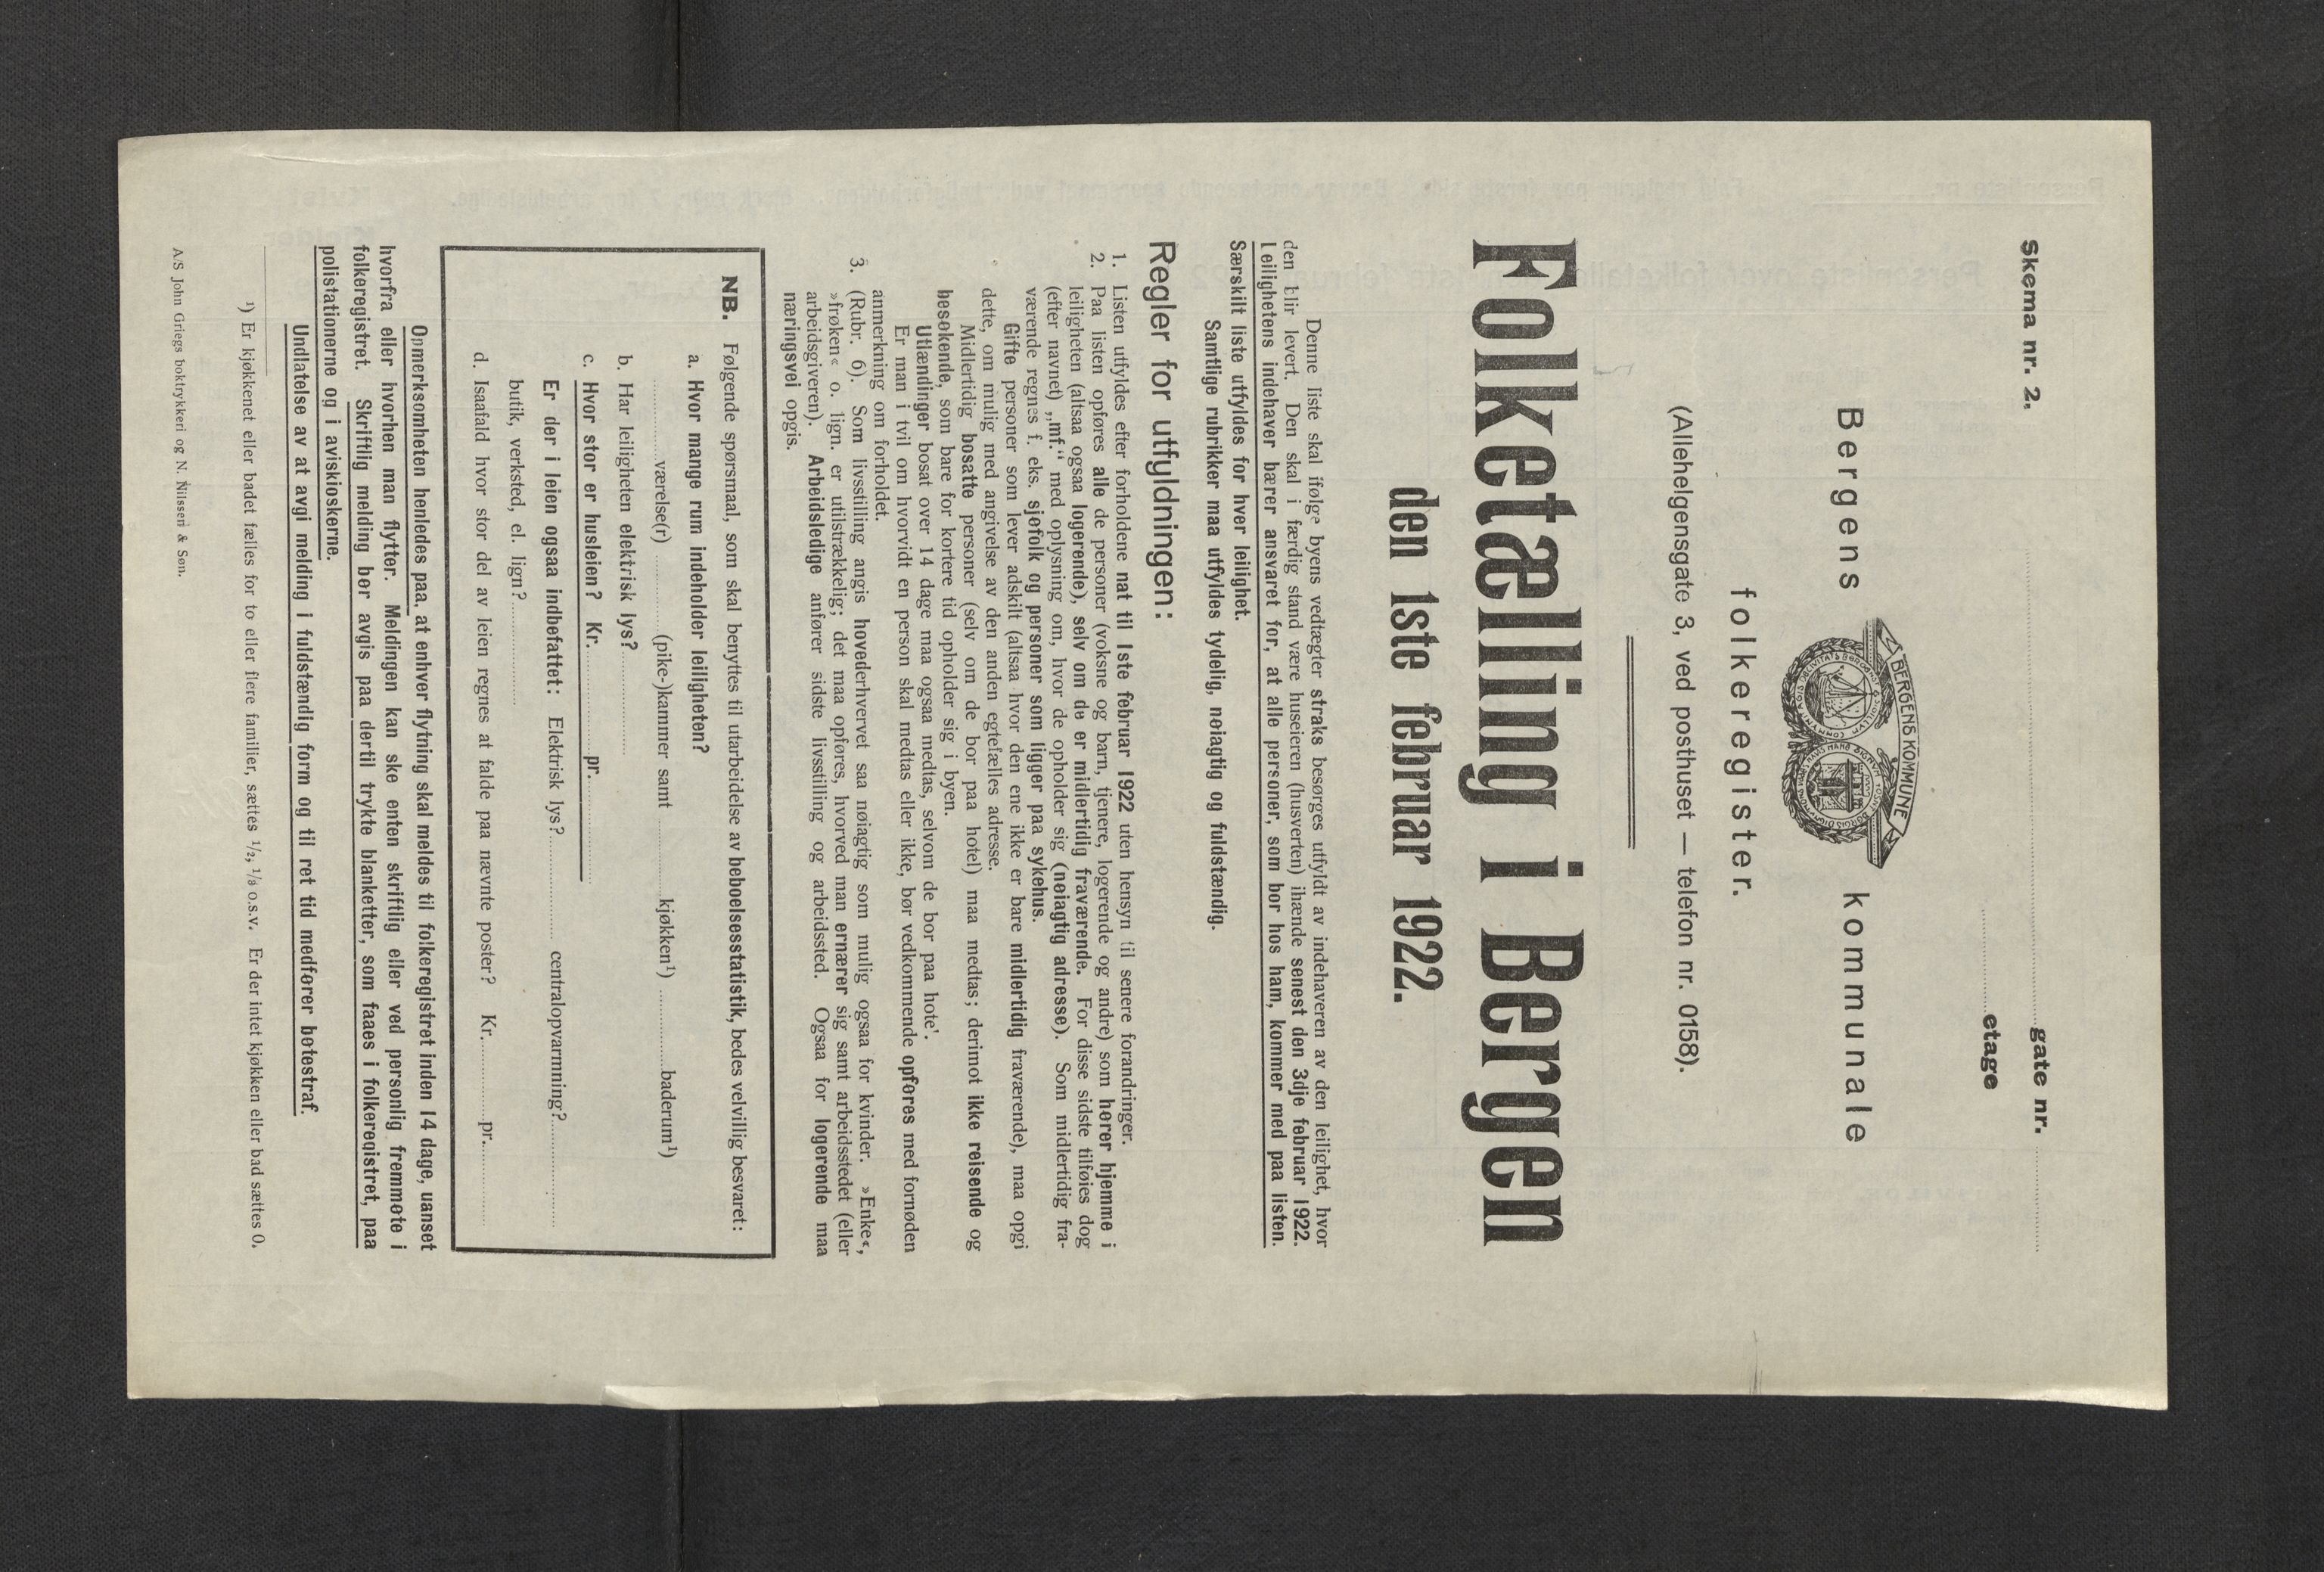 Skema nr. 2.
gate nr.
etage
Bergens kommunale
BERGENS KOMMUNE
folkeregister.
(Allehelgensgate 3, ved posthuset — telefon nr. 0158).
Folketælling i Bergen
den 1ste februar 1922.
Denne liste skal ifølge byens vedtægter straks besørges utfyldt av indehaveren av den leilighet, hvor
den blir levert. Den skal i færdig stand være huseieren (husverten) ihænde senest den 3dje februar 1922.
Leilighetens indehaver bærer ansvaret for, at alle personer, som bor hos ham, kommer med paa listen.
Særskilt liste utfyldes for hver leilighet.
Samtlige rubrikker maa utfyldes tydelig, nøiagtig og fuldstændig.
Regler for utfyldningen:
1. Listen utfyldes efter forholdene nat til 1ste februar 1922 uten hensyn til senere forandringer.
2. Paa listen opføres alle de personer (voksne og barn, tjenere, logerende og andre) som hører hjemme i
leiligheten (altsaa ogsaa logerende), selv om de er midlertidig fraværende. For disse sidste tilføies dog
(efter navnet) „mf.“ med oplysning om, hvor de opholder sig (nøiagtig adresse). Som midlertidig fra-
værende regnes f. eks. sjøfolk og personer som ligger paa sykehus.
Gifte personer som lever adskilt (altsaa hvor den ene ikke er bare midlertidig fraværende), maa opgi
dette, om mulig med angivelse av den anden egtefælles adresse.
Midlertidig bosatte personer (selv om de bor paa hotel) maa medtas; derimot ikke reisende og
besøkende, som bare for kortere tid opholder sig i byen.
Utlændinger bosat over 14 dage maa ogsaa medtas, selvom de bor paa hote'.
Er man i tvil om hvorvidt en person skal medtas eller ikke, bør vedkommende opføres med fornøden
anmerkning om forholdet.
3. (Rubr. 6). Som livsstilling angis hovederhvervet saa nøiagtig som mulig ogsaa for kvinder. »Enke«,
»frøken« o. lign. er utilstrækkelig; det maa opføres, hvorved man ernærer sig samt arbeidsstedet (eller
arbeidsgiveren). Arbeidsledige anfører sidste livsstilling og arbeidssted. Ogsaa for logerende maa
næringsvei opgis.
NB. Følgende spørsmaal, som skal benyttes til utarbeidelse av beboelsesstatistik, bedes velvillig besvaret:
a. Hvor mange rum indeholder leiligheten?
værelse(r) (pike-)kammer samt kjøkken¹) baderum¹)
b. Har leiligheten elektrisk lys?
c. Hvor stor er husleien? Kr. pr.
Er der i leien ogsaa indbefattet: Elektrisk lys? centralopvarmning?
butik, verksted, el. lign?
d. Isaafald hvor stor del av leien regnes at falde paa nævnte poster? Kr. pr.
Opmerksomheten henledes paa, at enhver flytning skal meldes til folkeregistret inden 14 dage, uanset
hvorfra eller hvorhen man flytter. Meldingen kan ske enten skriftlig eller ved personlig fremmøte i
folkeregistret. Skriftlig melding bør avgis paa dertil trykte blanketter, som faaes i folkeregistret, paa
polistationerne og i aviskioskerne.
Undlatelse av at avgi melding i fuldstændig form og til ret tid medfører bøtestraf.
¹) Er kjøkkenet eller badet fælles for to eller flere familier, sættes ½, ⅓ o.s.v. Er der intet kjøkken eller bad sættes 0.
A/S John Griegs boktrykkeri og N. Nilssen & Søn.